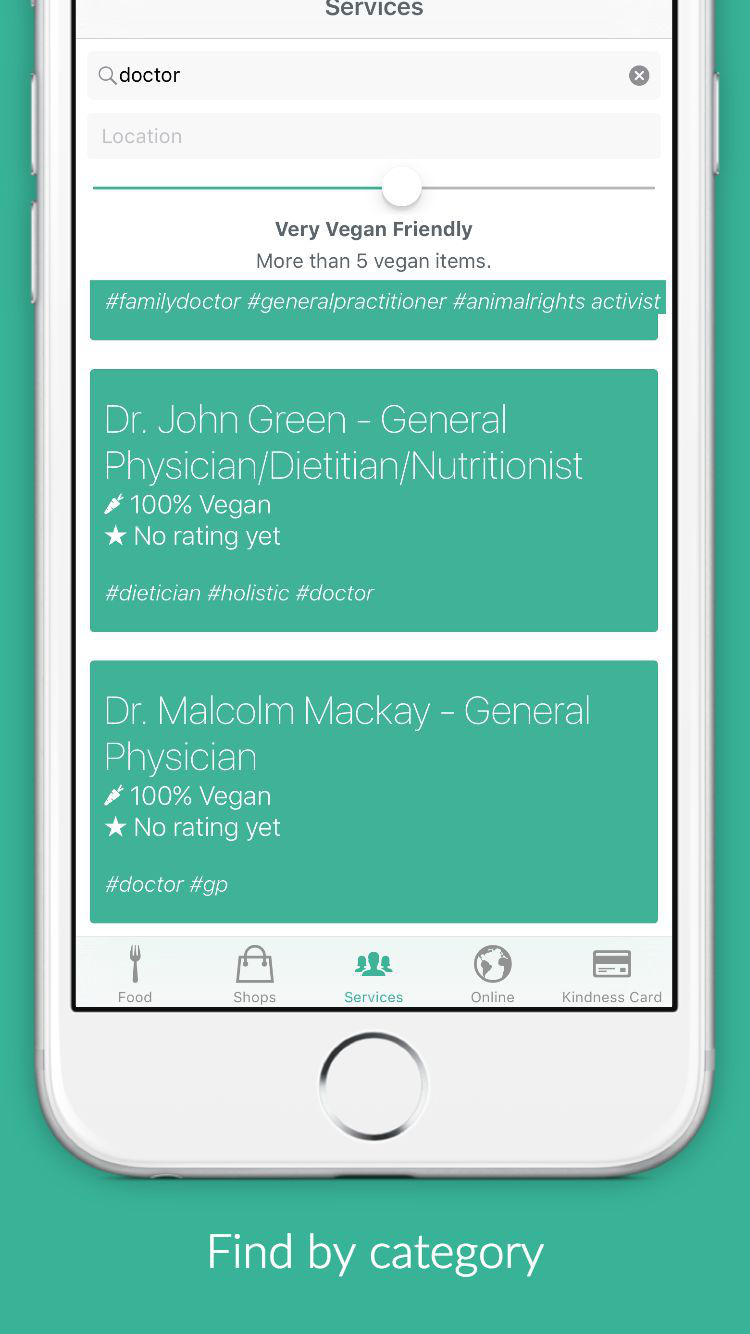 Services
doctor
Location
Very Vegan Friendly
More than 5 vegan items.
#familydoctor #generalpractitioner #animalrights activist
Dr. John Green - General
Physician/Dietitian/Nutritionist
100% Vegan
No rating yet
#dietician #holistic #doctor
Dr. Malcolm Mackay - General
Physician
100% Vegan
No rating yet
#doctor #gp
Food Shops Services Online Kindness Card
Find by category